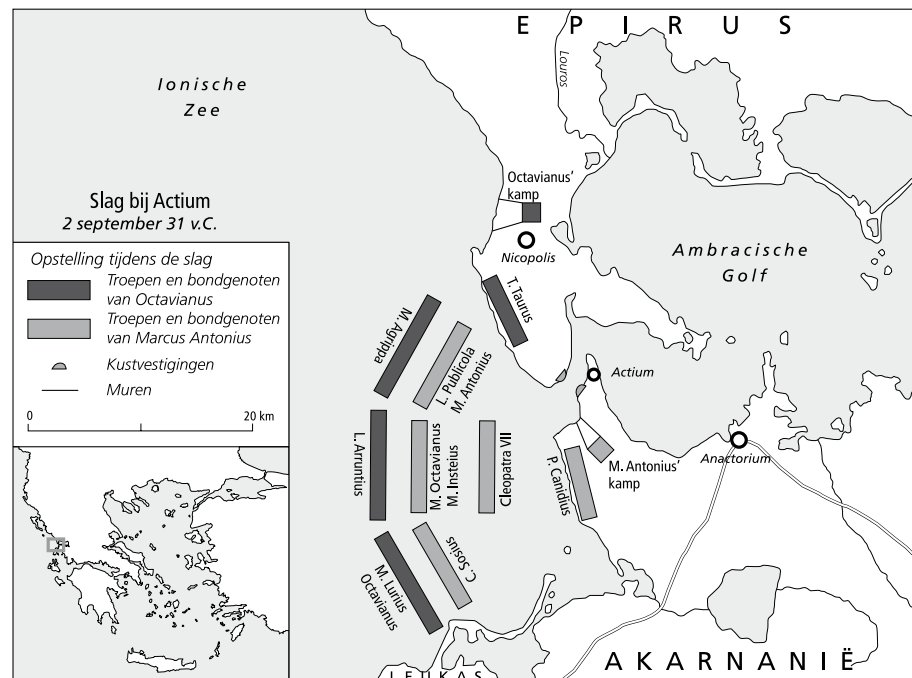 EPIRUS
Louros
Ionische
Zee
Octavianus'
kamp
Slag bij Actium
2 september 31 v.C.
Nicopolis
Ambracische
Golf
Opstelling tijdens de slag
Troepen en bondgenoten
van Octavianus
Troepen en bondgenoten
van Marcus Antonius
Kustvestigingen
Muren
0 20 km
T. Taurus
M. Agrippa
L. Publicola
M. Antonius
Actium
L. Arruntius
M. Octavianus
M. Insteius
Cleopatra VII
P. Canidius
M. Antonius'
kamp
Anactorium
C. Sosius
M. Lurius
Octavianus
AKARNANIË
LEUKAS